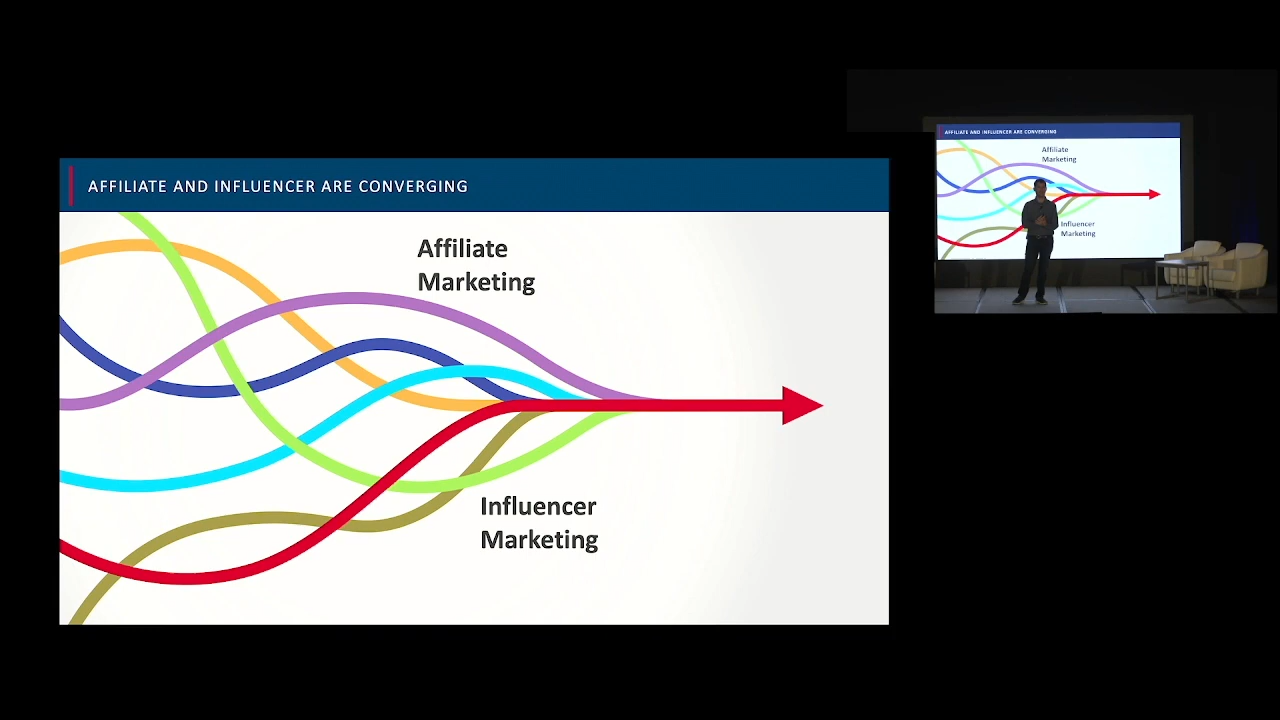 AFFILIATE AND INFLUENCER ARE CONVERGING
Affiliate
Marketing
Influencer
Marketing
AFFILIATE AND INFLUENCER ARE CONVERGING
Affiliate
Marketing
Influencer
Marketing